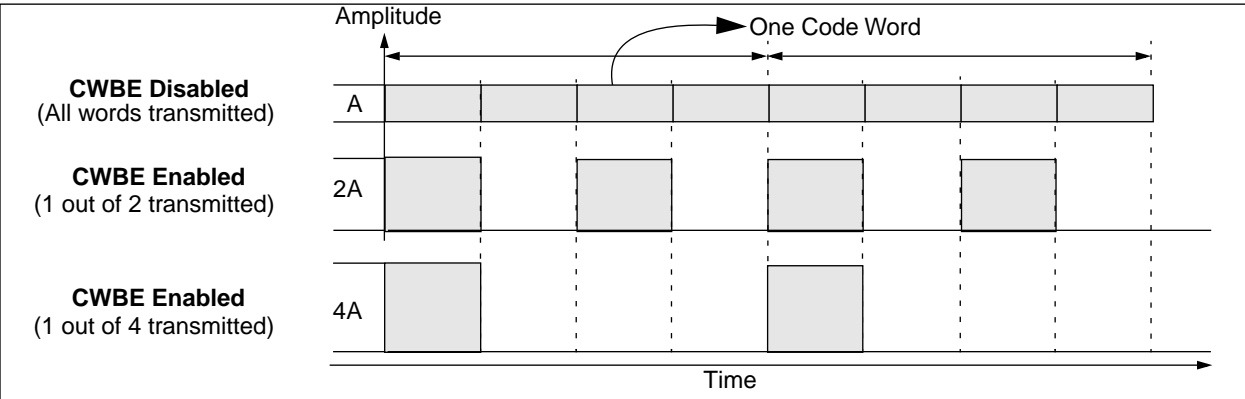 Amplitude
One Code Word
CWBE Disabled
(All words transmitted)
A
CWBE Enabled
(1 out of 2 transmitted)
2A
CWBE Enabled
(1 out of 4 transmitted)
4A
Time